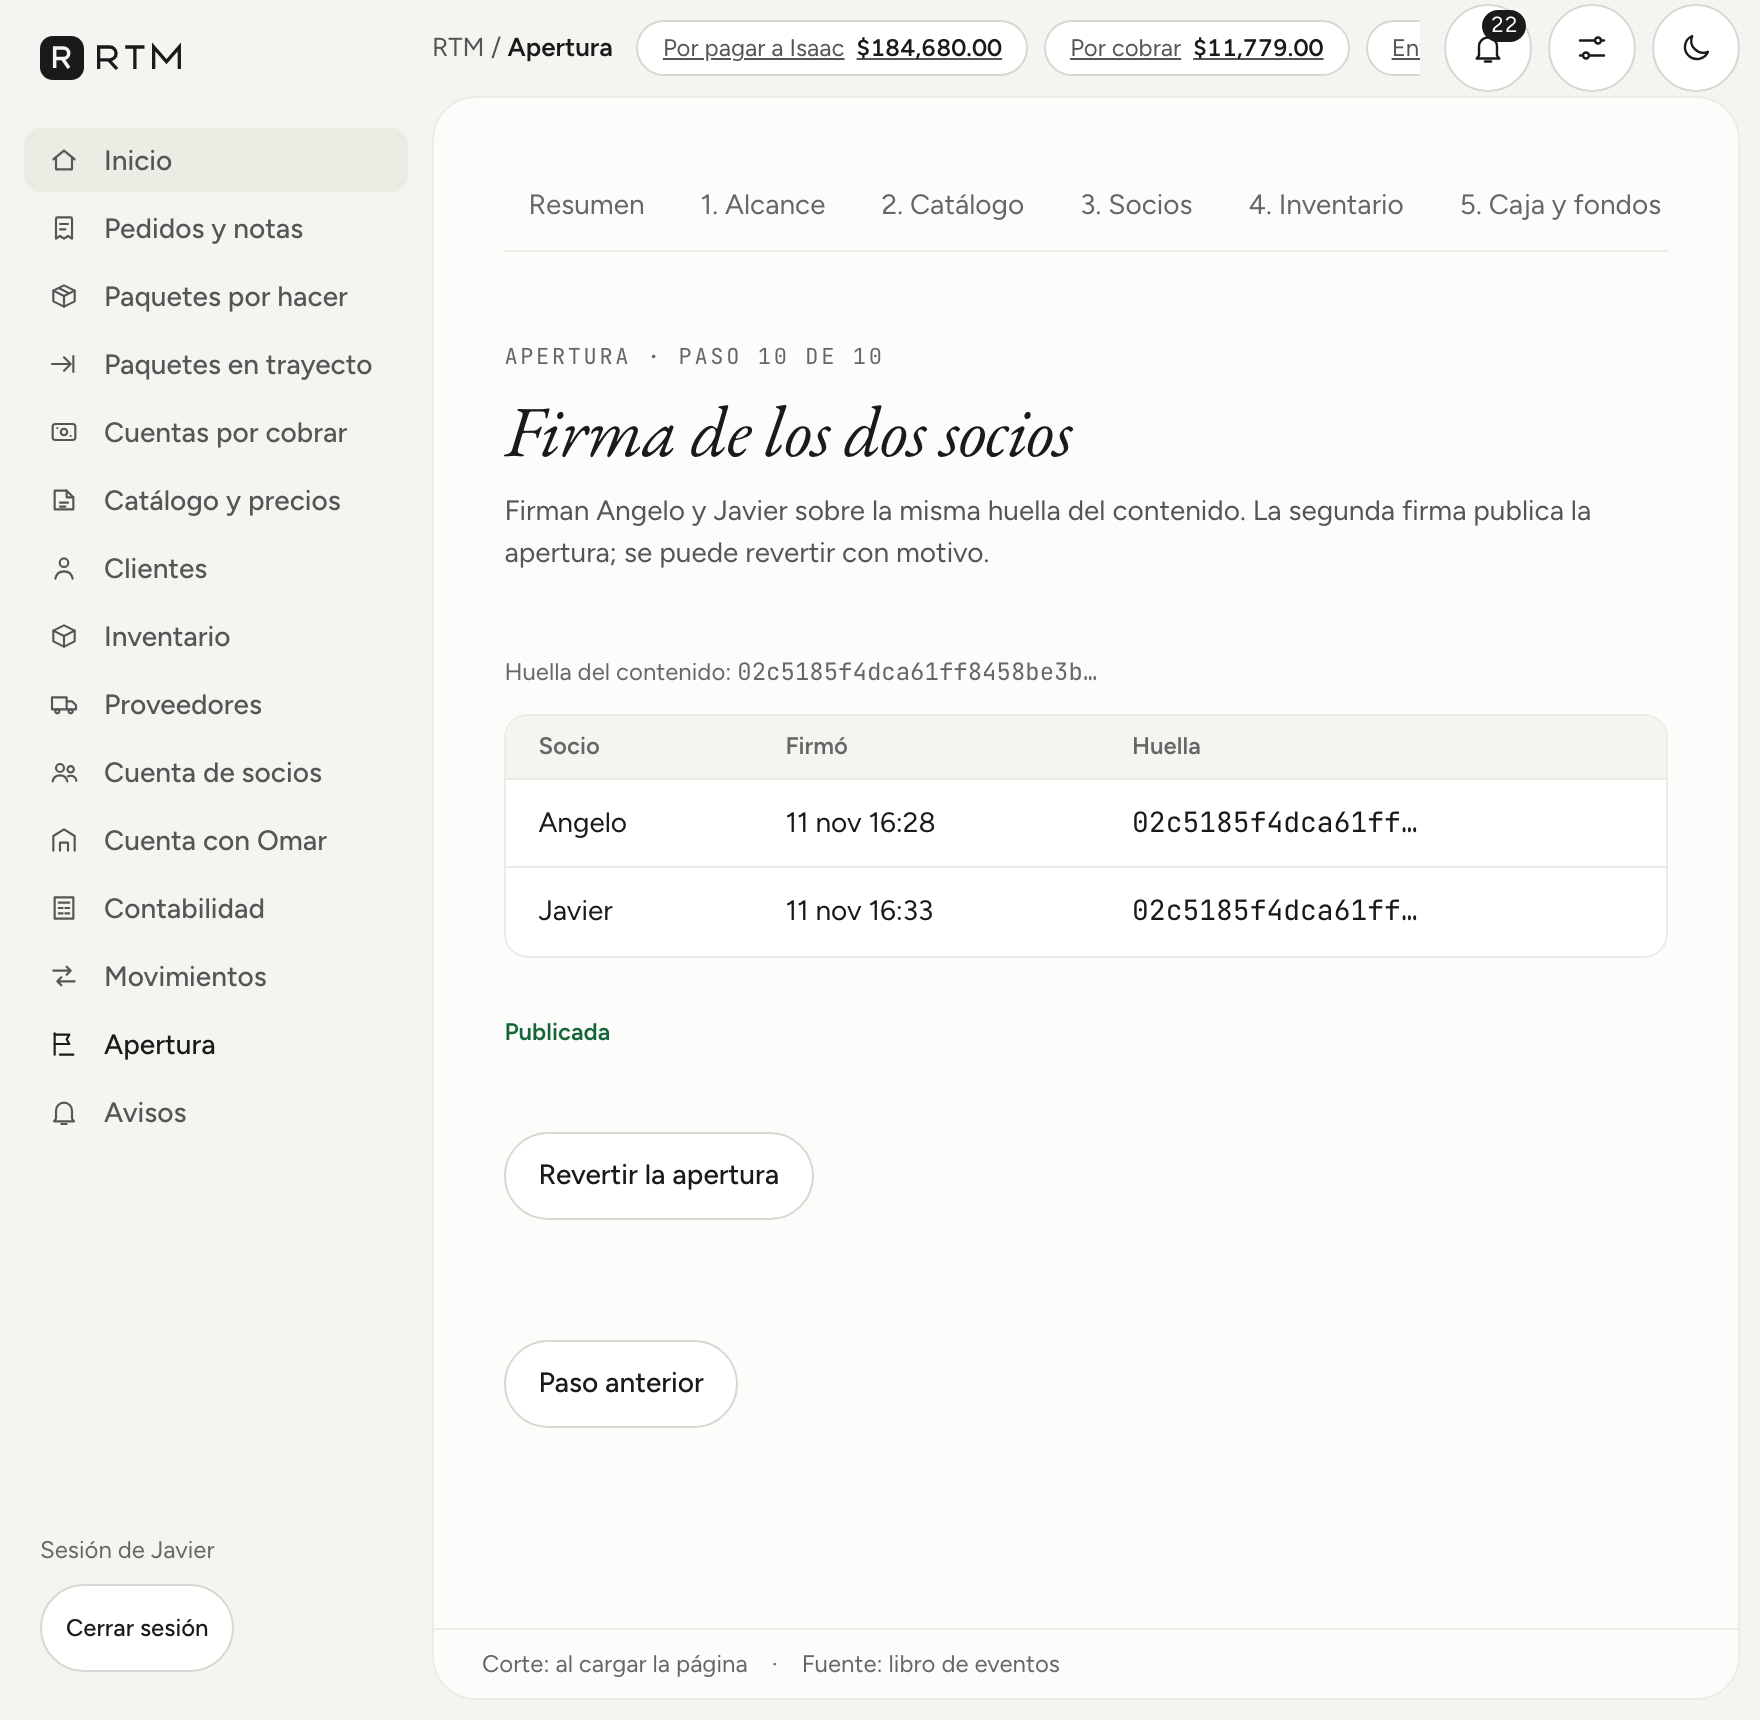 R RTM
RTM / Apertura
Por pagar a Isaac $184,680.00
Por cobrar $11,779.00
En
22
Inicio
Pedidos y notas
Paquetes por hacer
Paquetes en trayecto
Cuentas por cobrar
Catálogo y precios
Clientes
Inventario
Proveedores
Cuenta de socios
Cuenta con Omar
Contabilidad
Movimientos
Apertura
Avisos
Sesión de Javier
Cerrar sesión
Resumen 1. Alcance 2. Catálogo 3. Socios 4. Inventario 5. Caja y fondos
APERTURA · PASO 10 DE 10
Firma de los dos socios
Firman Angelo y Javier sobre la misma huella del contenido. La segunda firma publica la
apertura; se puede revertir con motivo.
Huella del contenido: 02c5185f4dca61ff8458be3b…
Socio Firmó Huella
Angelo 11 nov 16:28 02c5185f4dca61ff…
Javier 11 nov 16:33 02c5185f4dca61ff…
Publicada
Revertir la apertura
Paso anterior
Corte: al cargar la página · Fuente: libro de eventos